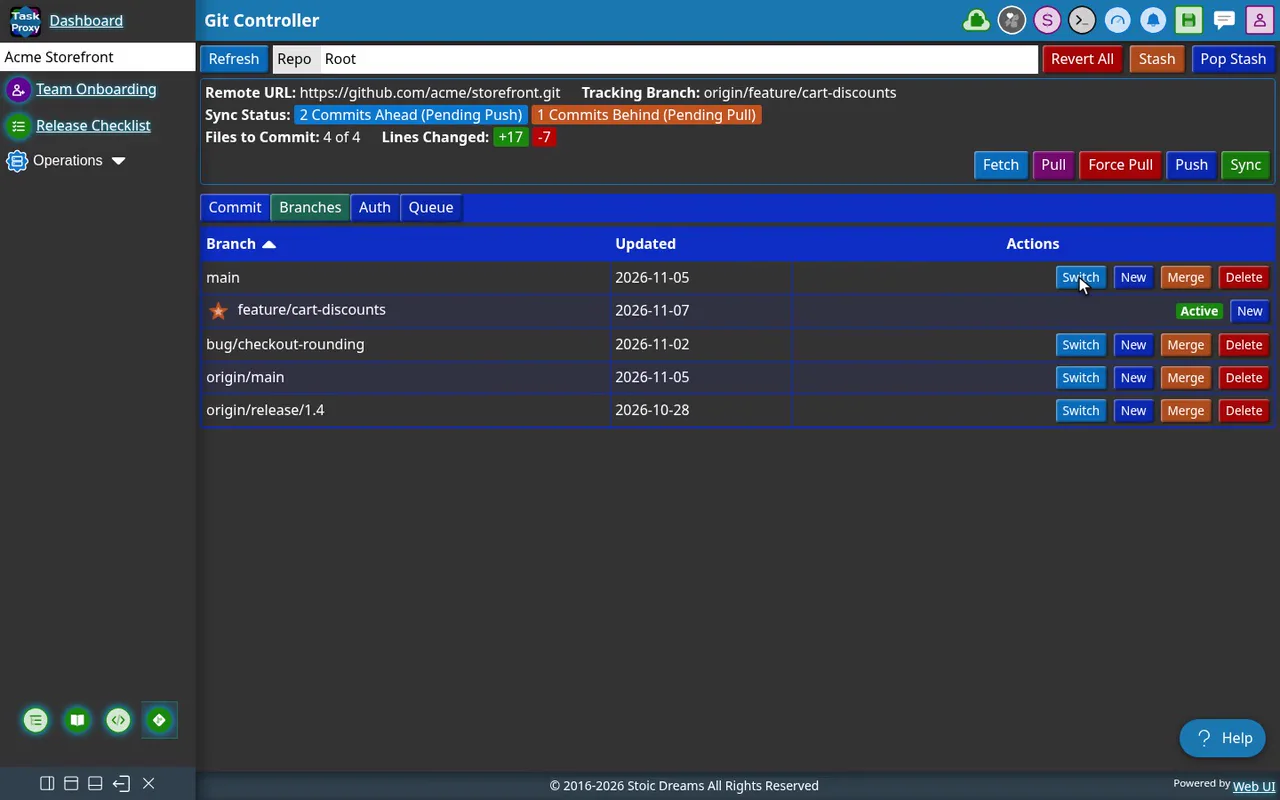 Task Proxy Dashboard
Git Controller
S
Acme Storefront
Team Onboarding
Release Checklist
Operations
Refresh Repo Root Revert All Stash Pop Stash
Remote URL: https://github.com/acme/storefront.git Tracking Branch: origin/feature/cart-discounts
Sync Status: 2 Commits Ahead (Pending Push) 1 Commits Behind (Pending Pull)
Files to Commit: 4 of 4 Lines Changed: +17 -7
Fetch Pull Force Pull Push Sync
Commit Branches Auth Queue
Branch Updated Actions
main 2026-11-05 Switch New Merge Delete
feature/cart-discounts 2026-11-07 Active New
bug/checkout-rounding 2026-11-02 Switch New Merge Delete
origin/main 2026-11-05 Switch New Merge Delete
origin/release/1.4 2026-10-28 Switch New Merge Delete
? Help
© 2016-2026 Stoic Dreams All Rights Reserved
Powered by Web UI